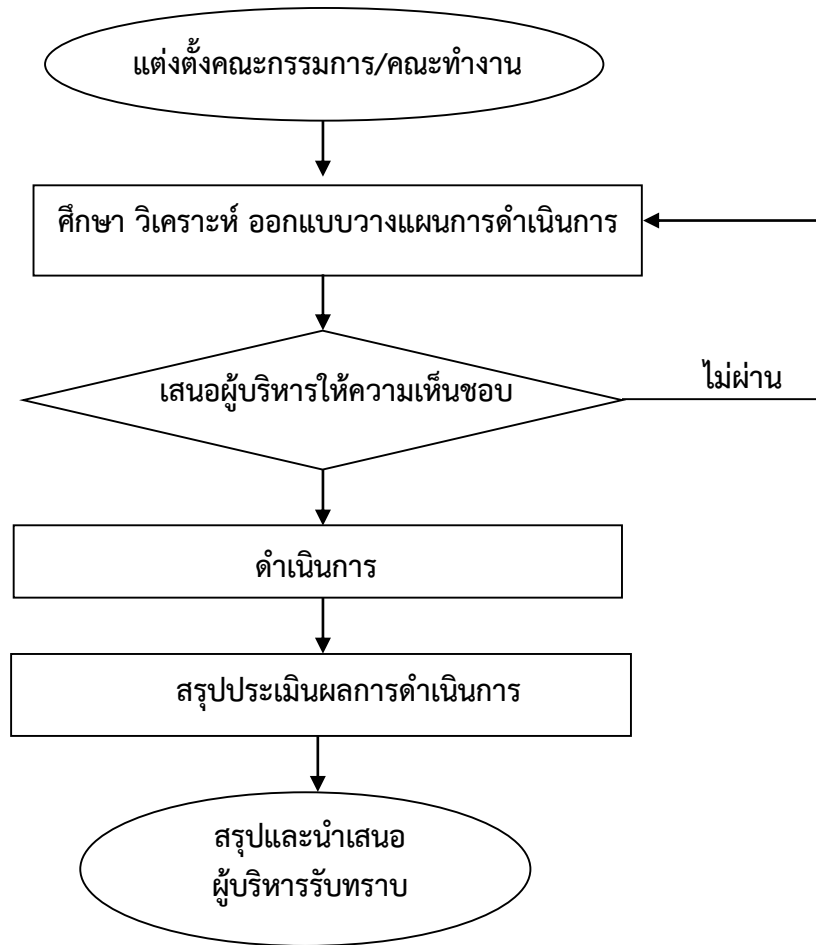 แต่งตั้งคณะกรรมการ/คณะทำงาน
ศึกษา วิเคราะห์ ออกแบบวางแผนการดำเนินการ
เสนอผู้บริหารให้ความเห็นชอบ
ไม่ผ่าน
ดำเนินการ
สรุปประเมินผลการดำเนินการ
สรุปและนำเสนอ
ผู้บริหารรับทราบ